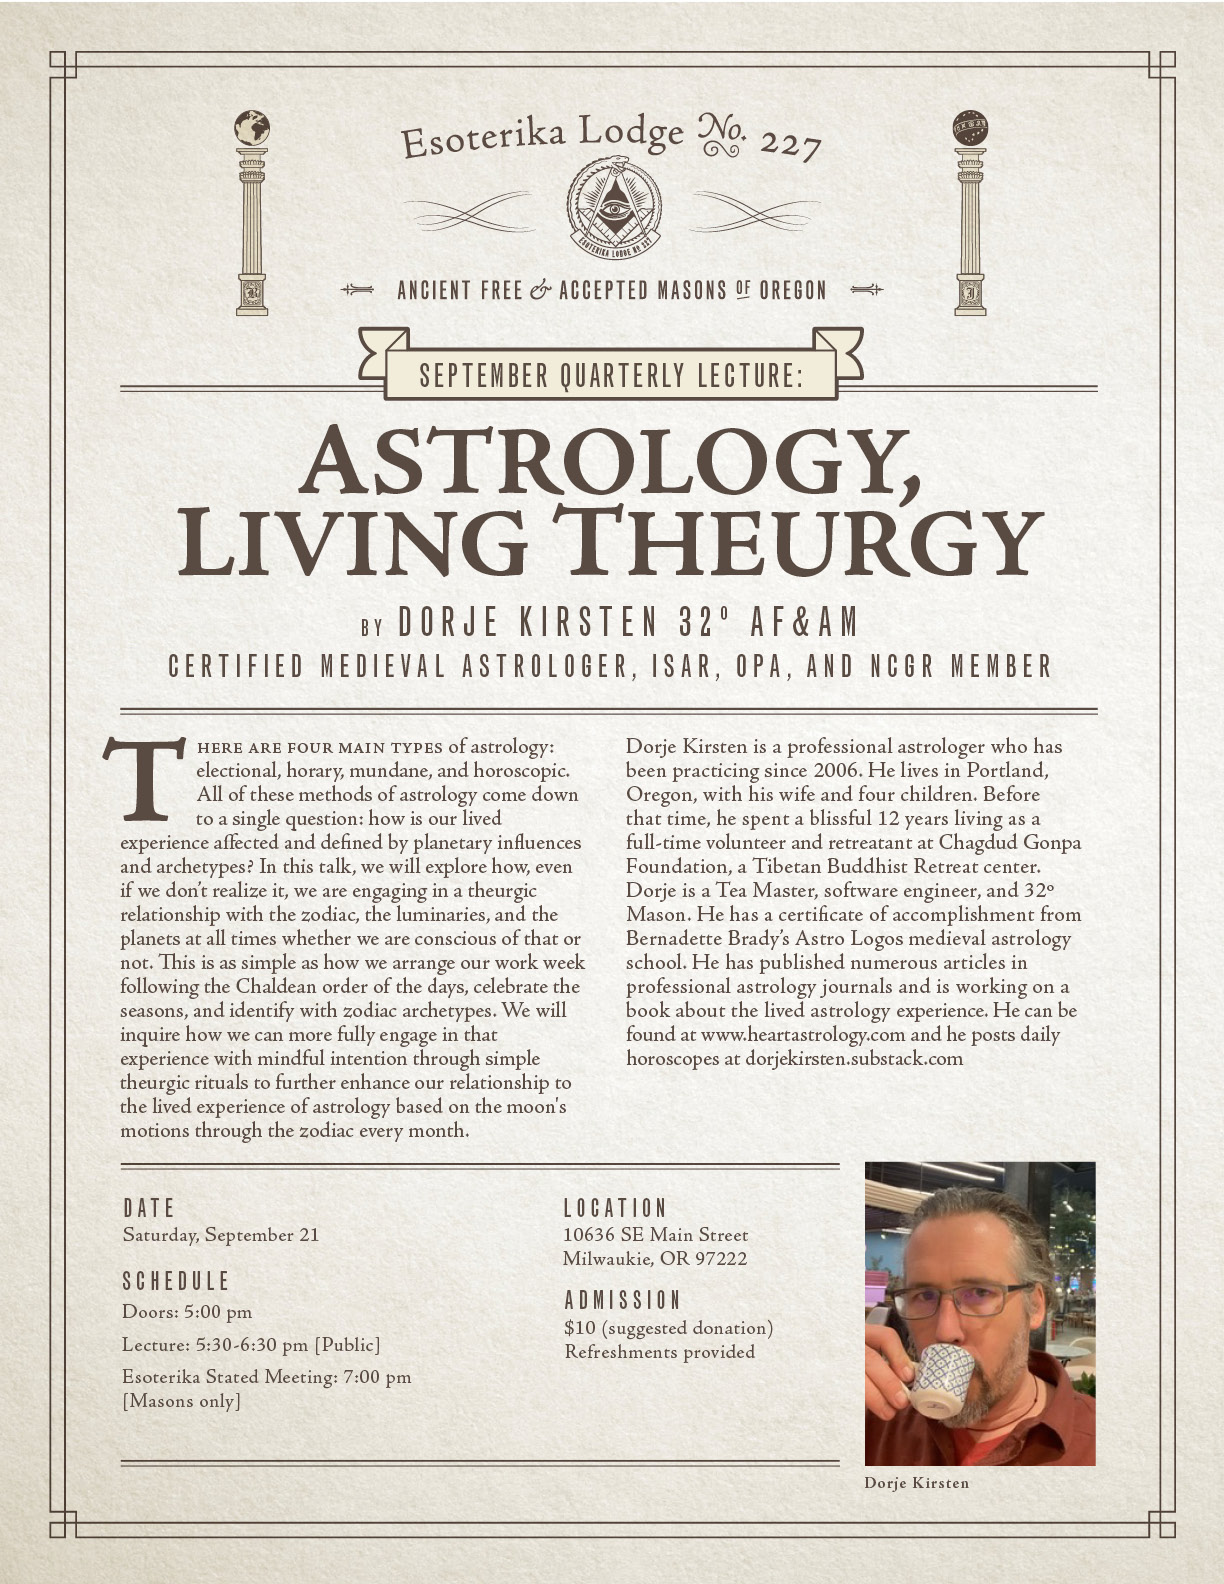 Esoterika Lodge No. 227
ESOTERIKA LODGE No 227
ANCIENT FREE & ACCEPTED MASONS OF OREGON
B
J
SEPTEMBER QUARTERLY LECTURE:
ASTROLOGY,
LIVING THEURGY
BY DORJE KIRSTEN 32º AF&AM
CERTIFIED MEDIEVAL ASTROLOGER, ISAR, OPA, AND NCGR MEMBER
THERE ARE FOUR MAIN TYPES of astrology:
electional, horary, mundane, and horoscopic.
All of these methods of astrology come down
to a single question: how is our lived
experience affected and defined by planetary influences
and archetypes? In this talk, we will explore how, even
if we don't realize it, we are engaging in a theurgic
relationship with the zodiac, the luminaries, and the
planets at all times whether we are conscious of that or
not. This is as simple as how we arrange our work week
following the Chaldean order of the days, celebrate the
seasons, and identify with zodiac archetypes. We will
inquire how we can more fully engage in that
experience with mindful intention through simple
theurgic rituals to further enhance our relationship to
the lived experience of astrology based on the moon's
motions through the zodiac every month.
Dorje Kirsten is a professional astrologer who has
been practicing since 2006. He lives in Portland,
Oregon, with his wife and four children. Before
that time, he spent a blissful 12 years living as a
full-time volunteer and retreatant at Chagdud Gonpa
Foundation, a Tibetan Buddhist Retreat center.
Dorje is a Tea Master, software engineer, and 32º
Mason. He has a certificate of accomplishment from
Bernadette Brady's Astro Logos medieval astrology
school. He has published numerous articles in
professional astrology journals and is working on a
book about the lived astrology experience. He can be
found at www.heartastrology.com and he posts daily
horoscopes at dorjekirsten.substack.com
DATE
Saturday, September 21
SCHEDULE
Doors: 5:00 pm
Lecture: 5:30-6:30 pm [Public]
Esoterika Stated Meeting: 7:00 pm
[Masons only]
LOCATION
10636 SE Main Street
Milwaukie, OR 97222
ADMISSION
$10 (suggested donation)
Refreshments provided
Dorje Kirsten